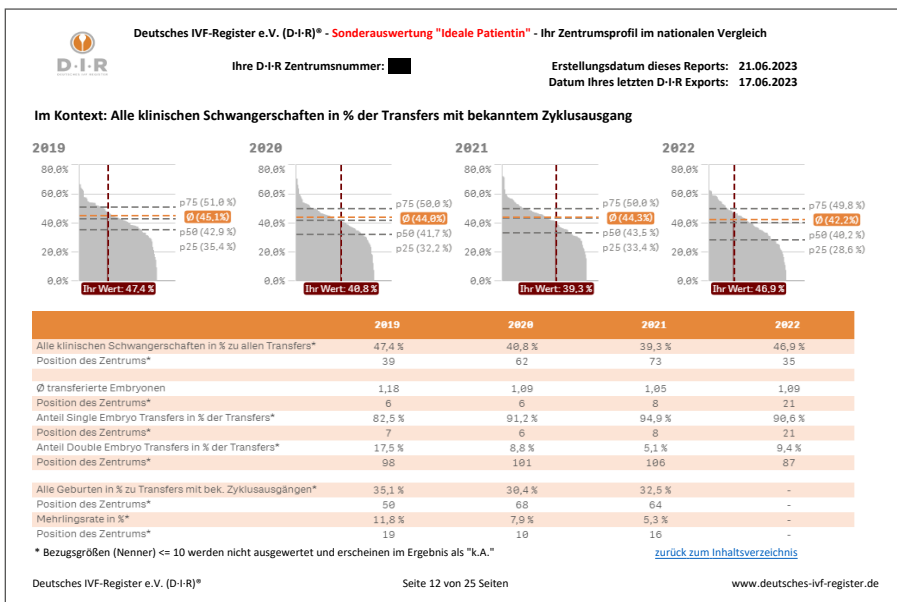 Deutsches IVF-Register e.V. (D·I·R)® - Sonderauswertung "Ideale Patientin" - Ihr Zentrumsprofil im nationalen Vergleich
D·I·R
DEUTSCHES IVF-REGISTER
Ihre D·I·R Zentrumsnummer:
Erstellungsdatum dieses Reports: 21.06.2023
Datum Ihres letzten D·I·R Exports: 17.06.2023
Im Kontext: Alle klinischen Schwangerschaften in % der Transfers mit bekanntem Zyklusausgang
2019
80,0%
60,0%
40,0%
20,0%
0,0%
p75 (51,0 %)
Ø (45,1%)
p50 (42,9 %)
p25 (35,4 %)
Ihr Wert: 47,4 %
2020
80,0%
60,0%
40,0%
20,0%
0,0%
p75 (50,0 %)
Ø (44,0%)
p50 (41,7 %)
p25 (32,2 %)
Ihr Wert: 40,8 %
2021
80,0%
60,0%
40,0%
20,0%
0,0%
p75 (50,0 %)
Ø (44,3%)
p50 (43,5 %)
p25 (33,4 %)
Ihr Wert: 39,3 %
2022
80,0%
60,0%
40,0%
20,0%
0,0%
p75 (49,8 %)
Ø (42,2%)
p50 (40,2 %)
p25 (28,6 %)
Ihr Wert: 46,9 %
2019 2020 2021 2022
Alle klinischen Schwangerschaften in % zu allen Transfers* 47,4 % 40,8 % 39,3 % 46,9 %
Position des Zentrums* 39 62 73 35
Ø transferierte Embryonen 1,18 1,09 1,05 1,09
Position des Zentrums* 6 6 8 21
Anteil Single Embryo Transfers in % der Transfers* 82,5 % 91,2 % 94,9 % 90,6 %
Position des Zentrums* 7 6 8 21
Anteil Double Embryo Transfers in % der Transfers* 17,5 % 8,8 % 5,1 % 9,4 %
Position des Zentrums* 98 101 106 87
Alle Geburten in % zu Transfers mit bek. Zyklusausgängen* 35,1 % 30,4 % 32,5 % -
Position des Zentrums* 50 68 64 -
Mehrlingsrate in %* 11,8 % 7,9 % 5,3 % -
Position des Zentrums* 19 10 16 -
* Bezugsgrößen (Nenner) <= 10 werden nicht ausgewertet und erscheinen im Ergebnis als "k.A."
zurück zum Inhaltsverzeichnis
Deutsches IVF-Register e.V. (D·I·R)®
Seite 12 von 25 Seiten
www.deutsches-ivf-register.de